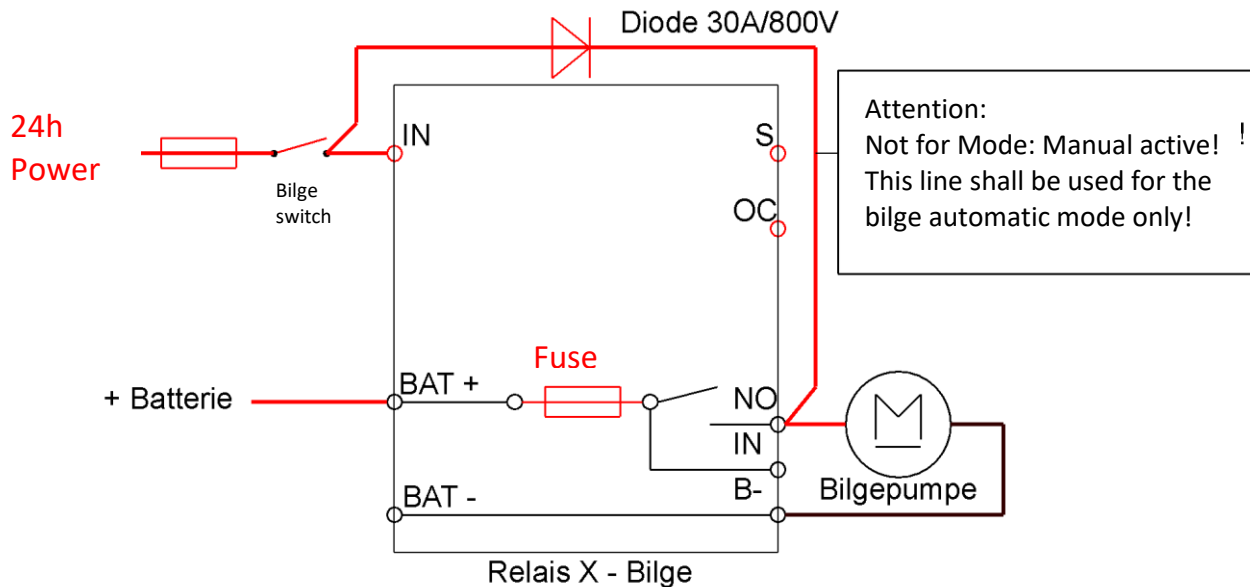 Diode 30A/800V
24h
Power
Bilge
switch
IN
S
OC
Attention:
Not for Mode: Manual active! !
This line shall be used for the
bilge automatic mode only!
Fuse
+ Batterie
BAT +
NO
IN
B-
BAT -
M
Bilgepumpe
Relais X - Bilge